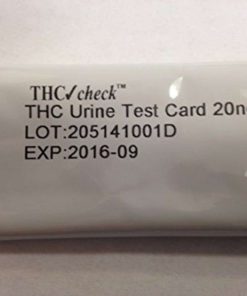 THC✓check™
THC Urine Test Card 20n
LOT:205141001D
EXP:2016-09